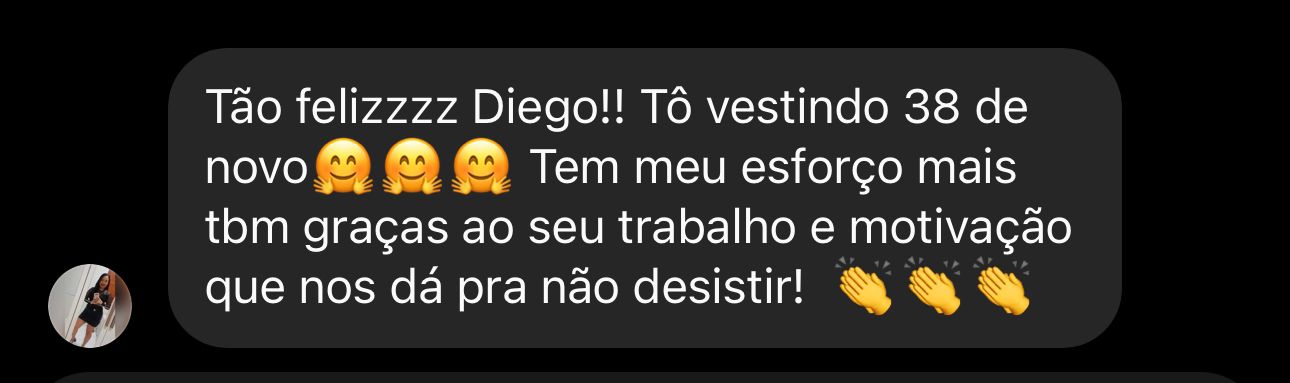 Tão felizzzz Diego!! Tô vestindo 38 de
novo🤗🤗🤗 Tem meu esforço mais
tbm graças ao seu trabalho e motivação
que nos dá pra não desistir! 👏👏👏